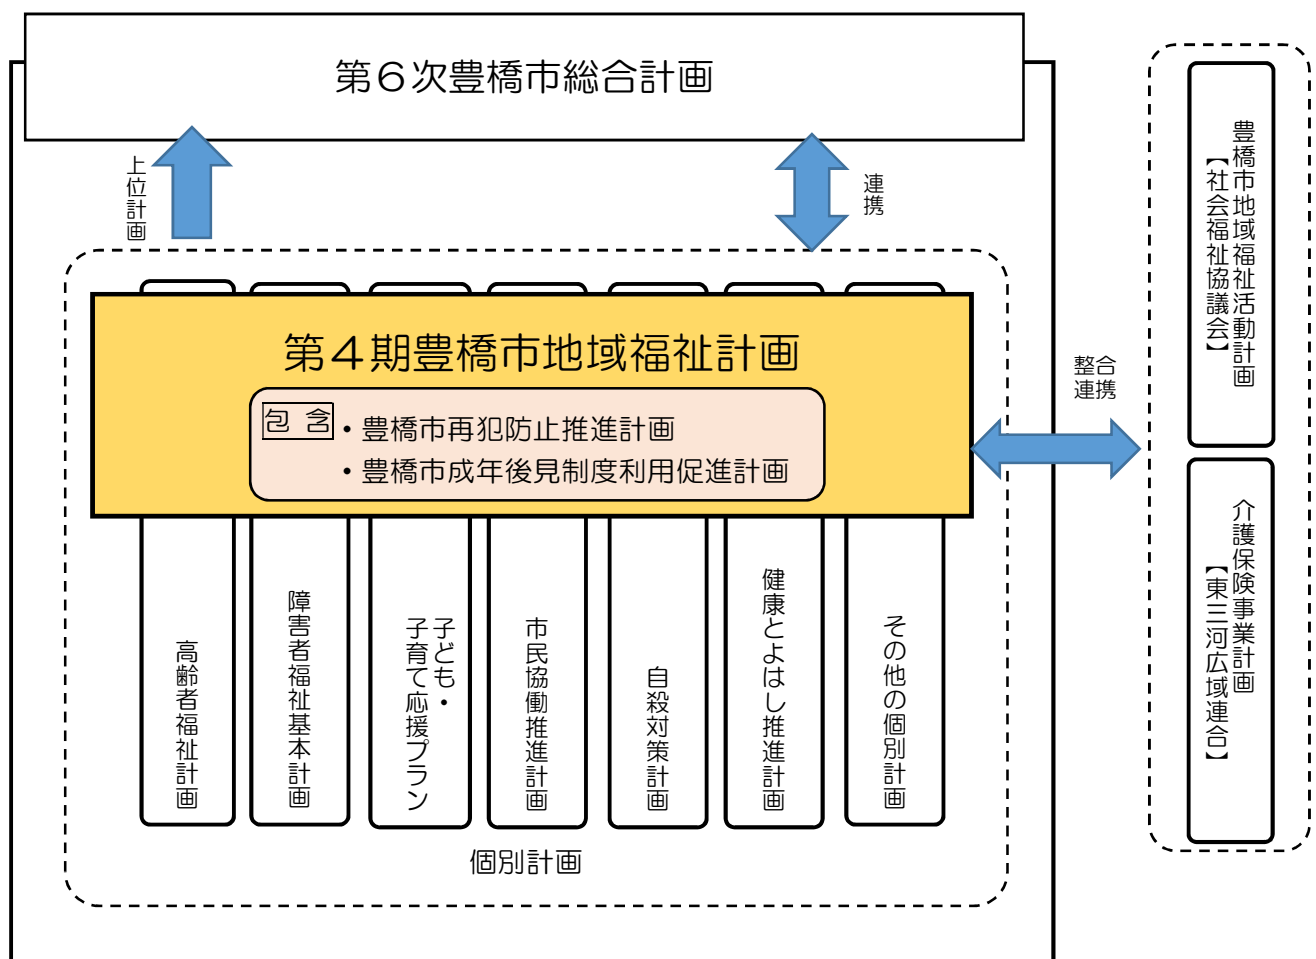 第６次豊橋市総合計画
上位計画
連携
第４期豊橋市地域福祉計画
包 含
・豊橋市再犯防止推進計画
・豊橋市成年後見制度利用促進計画
高齢者福祉計画
障害者福祉基本計画
子ども・
子育て応援プラン
市民協働推進計画
自殺対策計画
健康とよはし推進計画
その他の個別計画
個別計画
整合
連携
豊橋市地域福祉活動計画
【社会福祉協議会】
介護保険事業計画
【東三河広域連合】